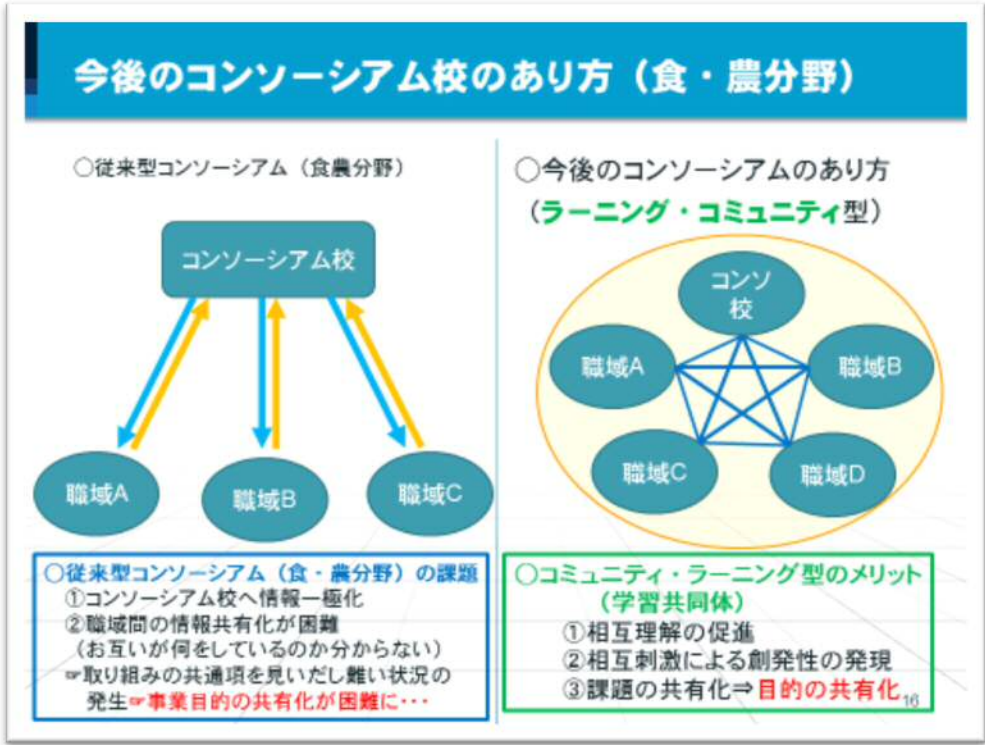 今後のコンソーシアム校のあり方（食・農分野）
○従来型コンソーシアム（食農分野）
コンソーシアム校
職域A
職域B
職域C
○従来型コンソーシアム（食・農分野）の課題
①コンソーシアム校へ情報一極化
②職域間の情報共有化が困難
（お互いが何をしているのか分からない）
☞取り組みの共通項を見いだし難い状況の
発生☞事業目的の共有化が困難に・・・
○今後のコンソーシアムのあり方
（ラーニング・コミュニティ型）
コンソ
校
職域A
職域B
職域C
職域D
○コミュニティ・ラーニング型のメリット
（学習共同体）
①相互理解の促進
②相互刺激による創発性の発現
③課題の共有化⇒目的の共有化
16